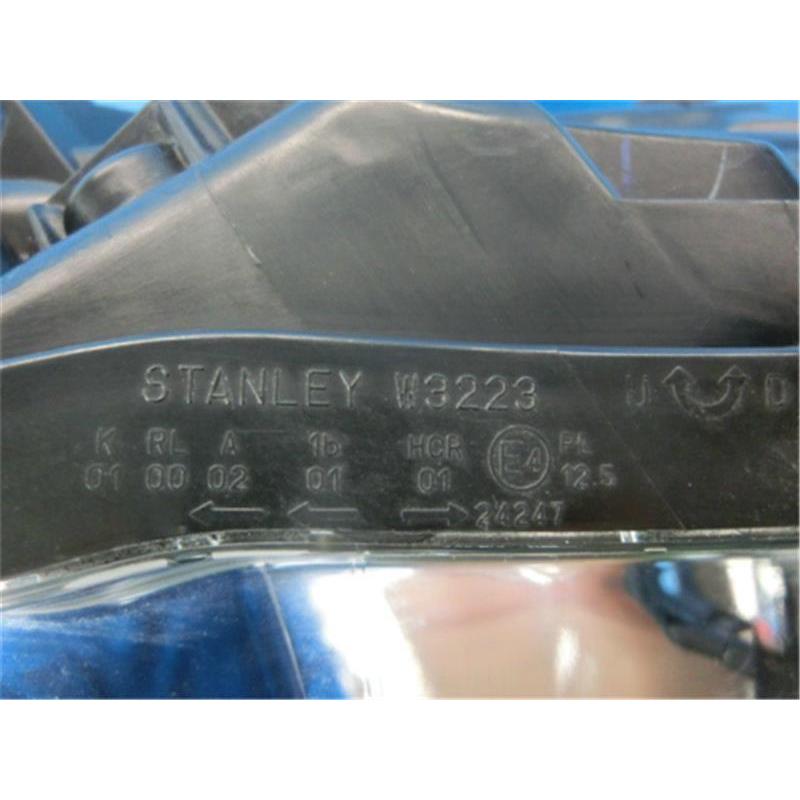 STANLEY W3223 U D
K RL A 1b HCR E4 PL
01 00 02 01 01 12.5
24247